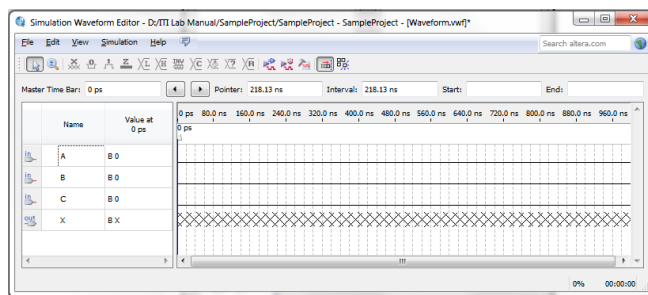 Simulation Waveform Editor - D:/ITI Lab Manual/SampleProject/SampleProject - SampleProject - [Waveform.vwf]*
File Edit View Simulation Help Search altera.com
Master Time Bar: 0 ps Pointer: 218.13 ns Interval: 218.13 ns Start: End:
Name Value at 0 ps
0 ps 80.0 ns 160.0 ns 240.0 ns 320.0 ns 400.0 ns 480.0 ns 560.0 ns 640.0 ns 720.0 ns 800.0 ns 880.0 ns 960.0 ns
0 ps
in A B 0
in B B 0
in C B 0
out X B X
0% 00:00:00